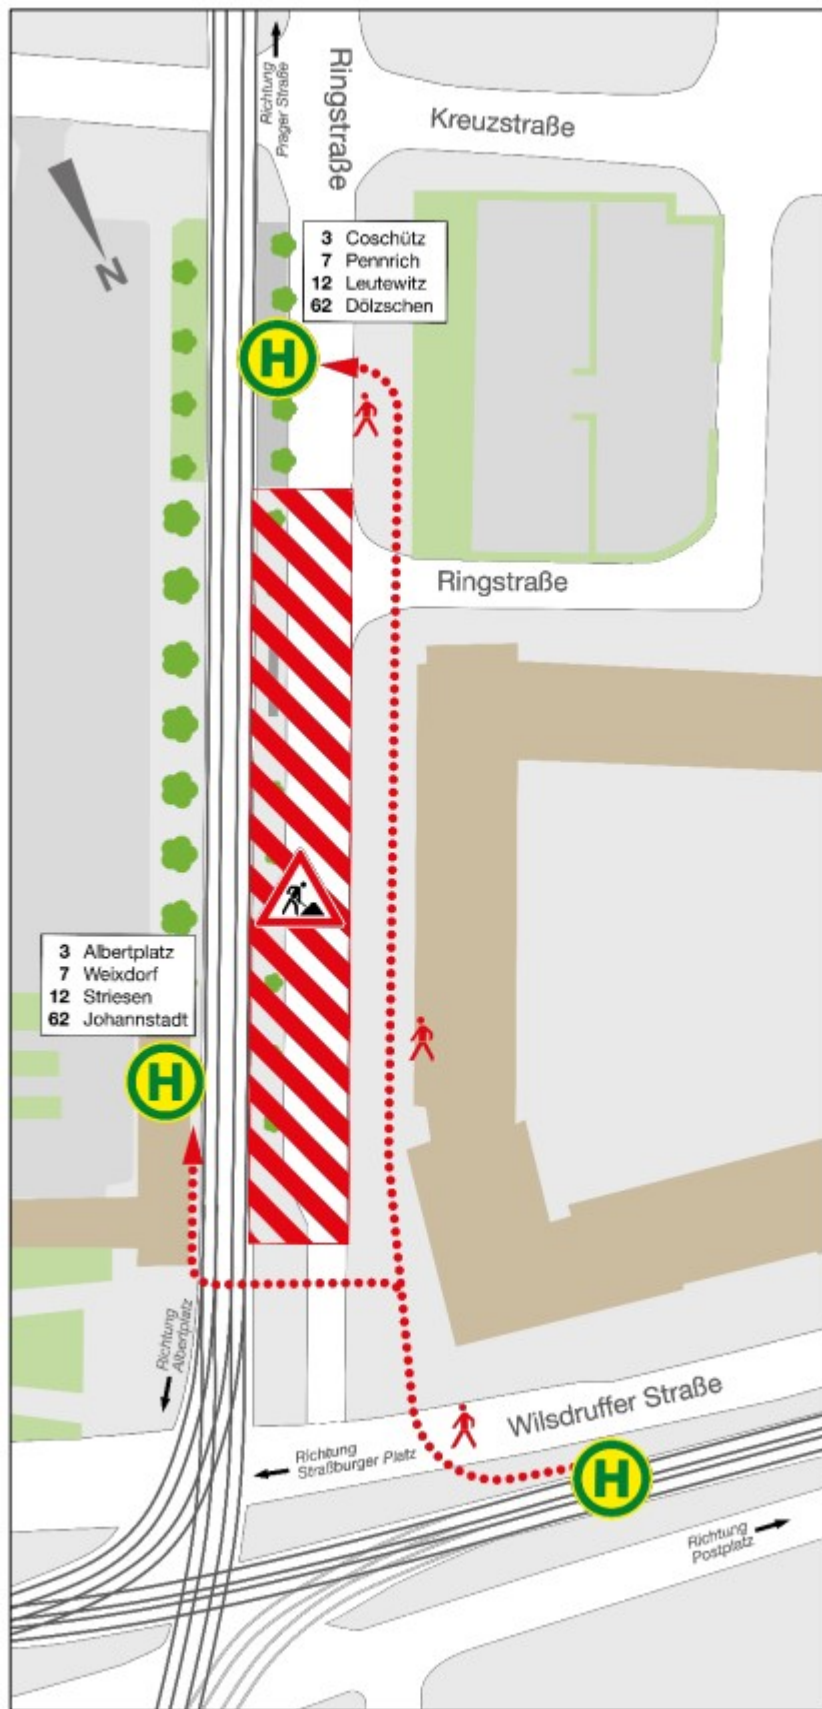 Richtung
Prager Straße
Ringstraße
Kreuzstraße
N
3 Coschütz
7 Pennrich
12 Leutewitz
62 Dölzschen
H
Ringstraße
3 Albertplatz
7 Weixdorf
12 Striesen
62 Johannstadt
H
Richtung
Albertplatz
Wilsdruffer Straße
Richtung
Straßburger Platz
H
Richtung
Postplatz